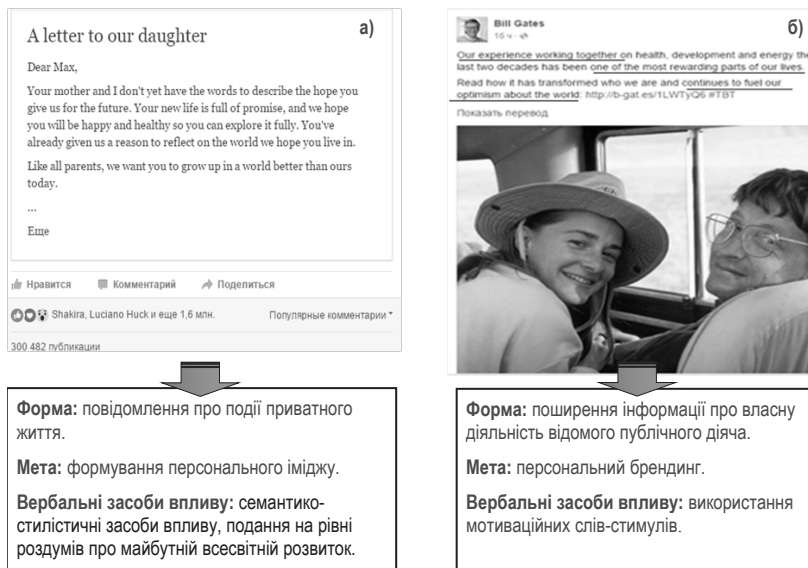 а)
A letter to our daughter
Dear Max,
Your mother and I don't yet have the words to describe the hope you
give us for the future. Your new life is full of promise, and we hope
you will be happy and healthy so you can explore it fully. You've
already given us a reason to reflect on the world we hope you live in.
Like all parents, we want you to grow up in a world better than ours
today.
...
Еще
Нравится Комментарий Поделиться
Shakira, Luciano Huck и еще 1,6 млн. Популярные комментарии
300 482 публикации
Форма: повідомлення про події приватного
життя.
Мета: формування персонального іміджу.
Вербальні засоби впливу: семантико-
стилістичні засоби впливу, подання на рівні
роздумів про майбутній всесвітній розвиток.
б)
Bill Gates
16 ч ·
Our experience working together on health, development and energy the
last two decades has been one of the most rewarding parts of our lives.
Read how it has transformed who we are and continues to fuel our
optimism about the world: http://b-gat.es/1LWTyQ6 #TBT
Показать перевод
Форма: поширення інформації про власну
діяльність відомого публічного діяча.
Мета: персональний брендинг.
Вербальні засоби впливу: використання
мотиваційних слів-стимулів.